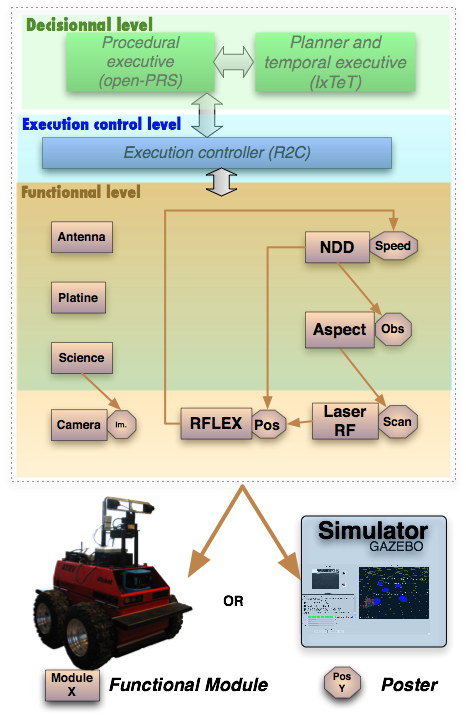 Decisionnal level
Procedural
executive
(open-PRS)
Planner and
temporal executive
(IxTeT)
Execution control level
Execution controller (R2C)
Functionnal level
Antenna
NDD
Speed
Platine
Aspect
Obs
Science
Camera
Im.
RFLEX
Pos
Laser
RF
Scan
Simulator
GAZEBO
OR
Module
X
Functional Module
Pos
Y
Poster